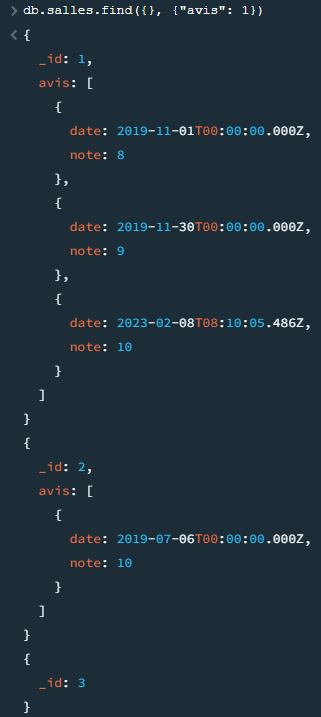 > db.salles.find({}, {"avis": 1})
< {
_id: 1,
avis: [
{
date: 2019-11-01T00:00:00.000Z,
note: 8
},
{
date: 2019-11-30T00:00:00.000Z,
note: 9
},
{
date: 2023-02-08T08:10:05.486Z,
note: 10
}
]
}
{
_id: 2,
avis: [
{
date: 2019-07-06T00:00:00.000Z,
note: 10
}
]
}
{
_id: 3
}